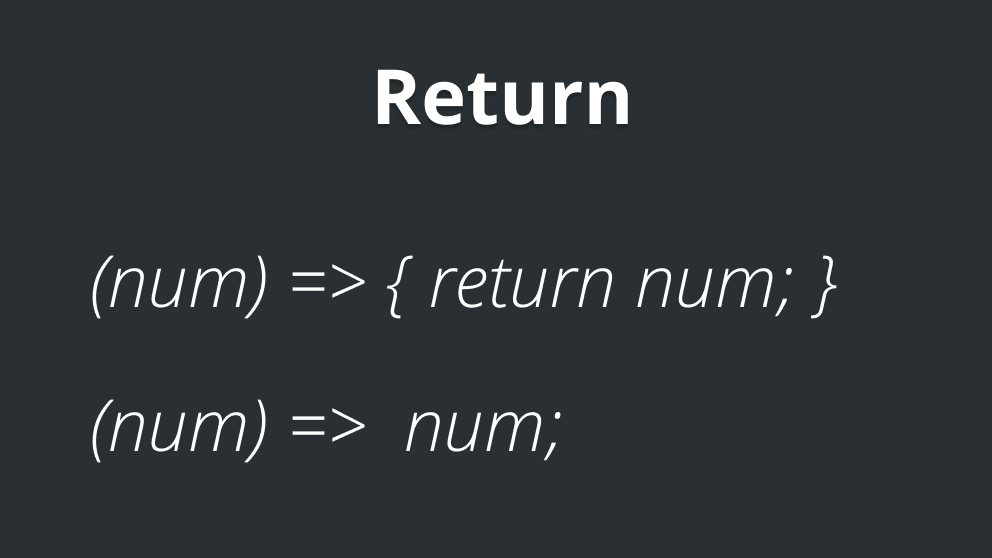 Return
(num) => { return num; }
(num) => num;